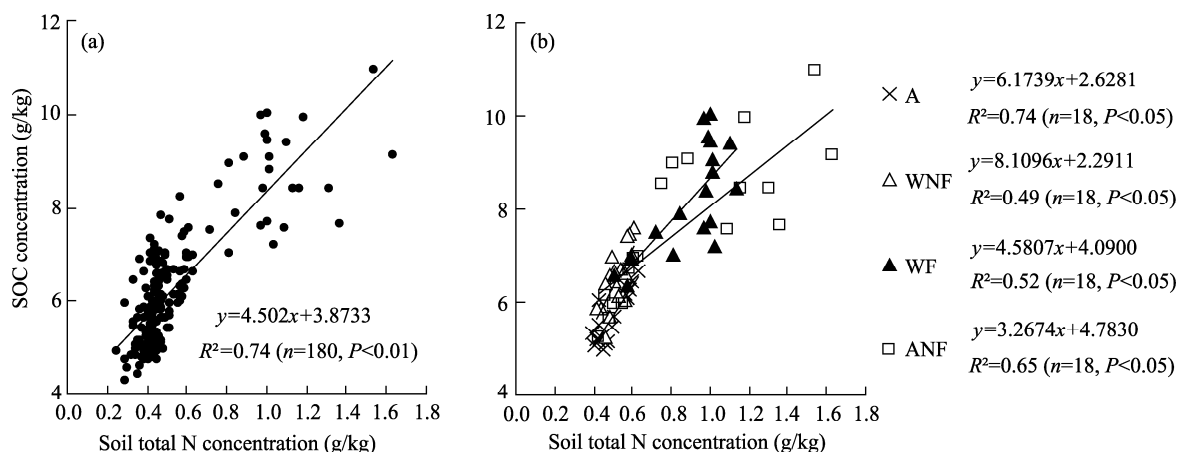 (a)
12
10
8
6
4
SOC concentration (g/kg)
y=4.502x+3.8733
R²=0.74 (n=180, P<0.01)
0.0 0.2 0.4 0.6 0.8 1.0 1.2 1.4 1.6 1.8
Soil total N concentration (g/kg)
(b)
12
10
8
6
4
0.0 0.2 0.4 0.6 0.8 1.0 1.2 1.4 1.6 1.8
Soil total N concentration (g/kg)
A
y=6.1739x+2.6281
R²=0.74 (n=18, P<0.05)
WNF
y=8.1096x+2.2911
R²=0.49 (n=18, P<0.05)
WF
y=4.5807x+4.0900
R²=0.52 (n=18, P<0.05)
ANF
y=3.2674x+4.7830
R²=0.65 (n=18, P<0.05)